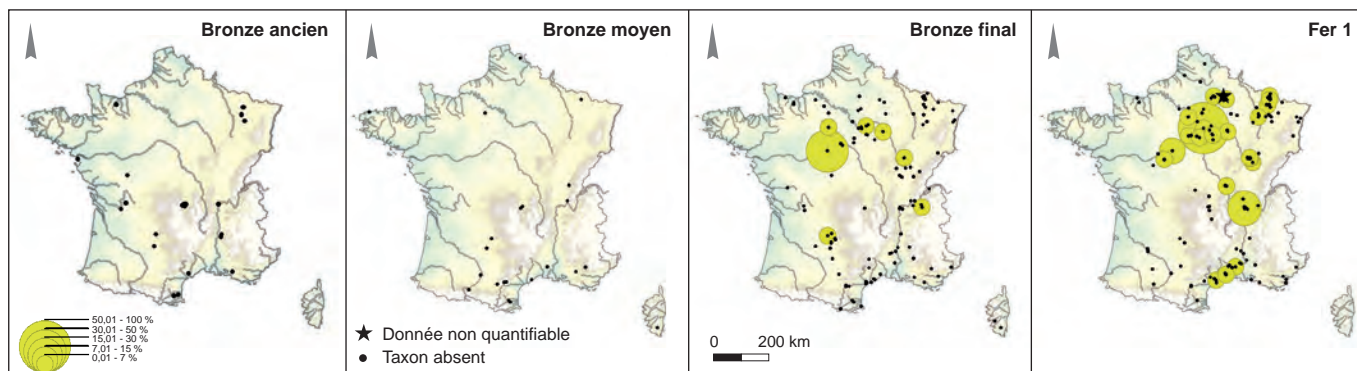 Bronze ancien
Bronze moyen
Bronze final
Fer 1
50,01 - 100 %
30,01 - 50 %
15,01 - 30 %
7,01 - 15 %
0,01 - 7 %
Donnée non quantifiable
Taxon absent
0 200 km